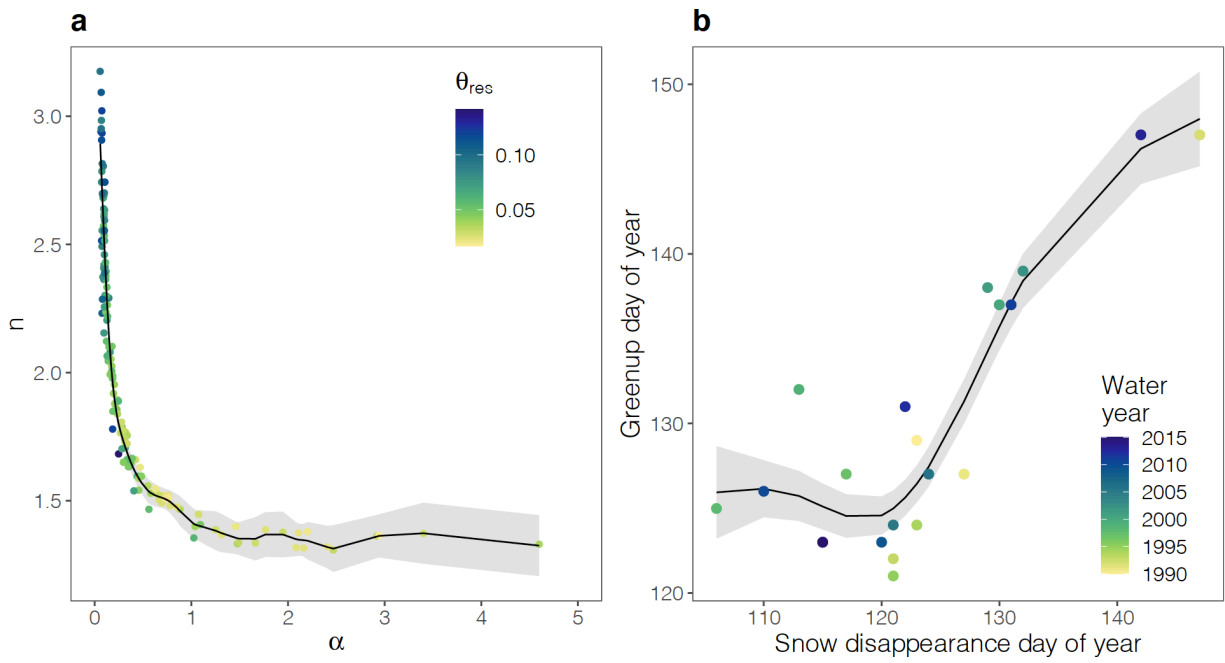 a
θres
0.10
0.05
3.0
2.5
2.0
1.5
n
0
1
2
3
4
5
α
b
150
140
130
120
Greenup day of year
Water
year
2015
2010
2005
2000
1995
1990
110
120
130
140
Snow disappearance day of year